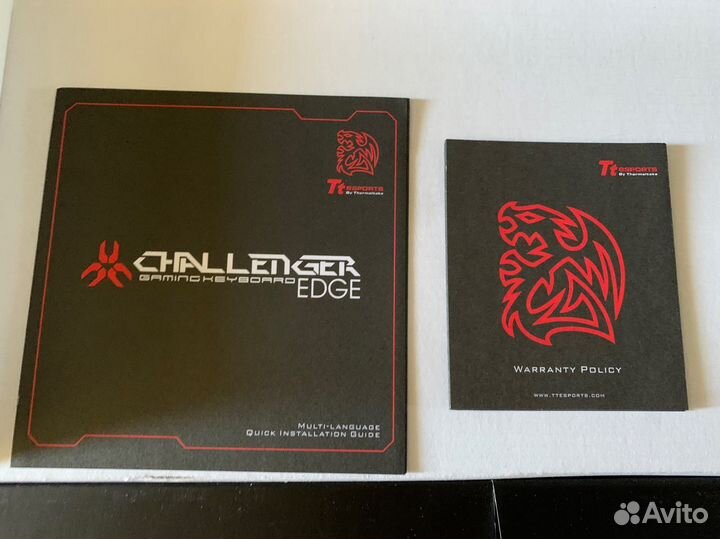 Tt eSPORTS
By Thermaltake
CHALLENGER
GAMING KEYBOARD
EDGE
MULTI-LANGUAGE
QUICK INSTALLATION GUIDE
Tt eSPORTS
By Thermaltake
WARRANTY POLICY
WWW.TTESPORTS.COM
Avito